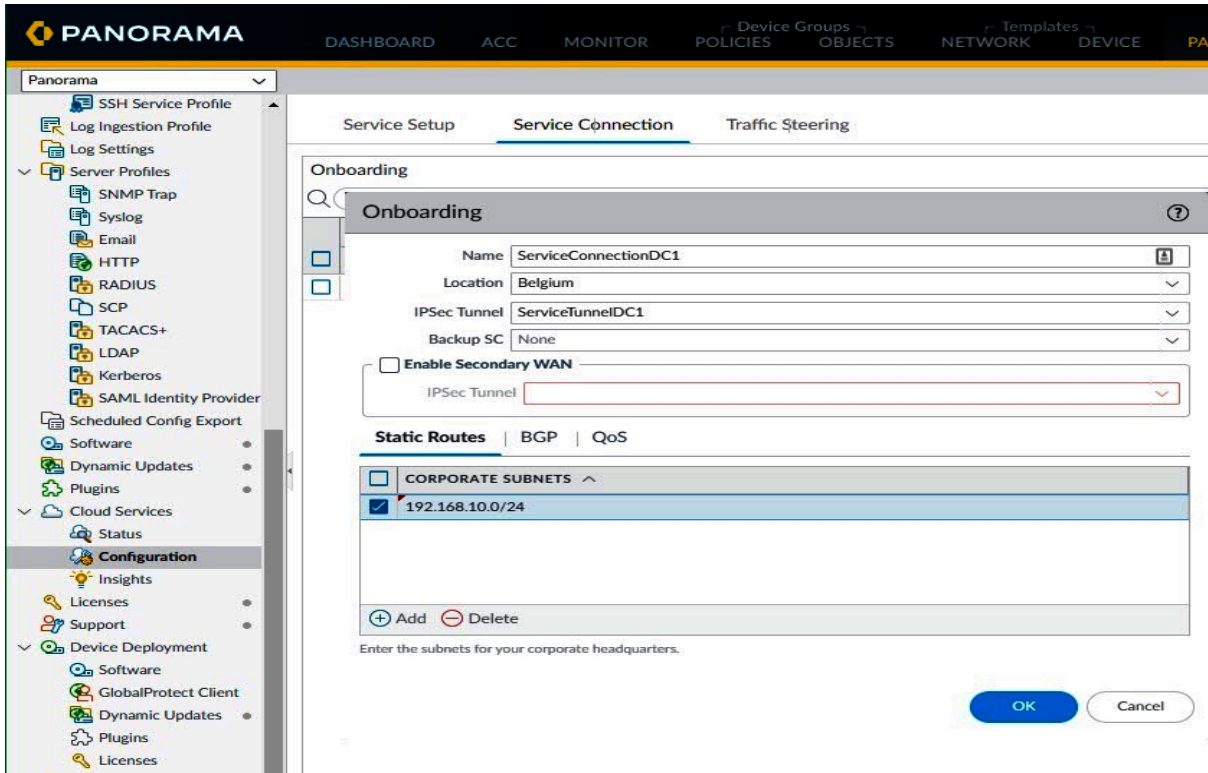 PANORAMA
DASHBOARD ACC MONITOR Device Groups POLICIES OBJECTS Templates NETWORK DEVICE PA
Panorama
SSH Service Profile
Log Ingestion Profile
Log Settings
Server Profiles
SNMP Trap
Syslog
Email
HTTP
RADIUS
SCP
TACACS+
LDAP
Kerberos
SAML Identity Provider
Scheduled Config Export
Software
Dynamic Updates
Plugins
Cloud Services
Status
Configuration
Insights
Licenses
Support
Device Deployment
Software
GlobalProtect Client
Dynamic Updates
Plugins
Licenses
Service Setup Service Connection Traffic Steering
Onboarding
Onboarding
Name ServiceConnectionDC1
Location Belgium
IPSec Tunnel ServiceTunnelDC1
Backup SC None
Enable Secondary WAN
IPSec Tunnel
Static Routes | BGP | QoS
CORPORATE SUBNETS
192.168.10.0/24
Add Delete
Enter the subnets for your corporate headquarters.
OK Cancel